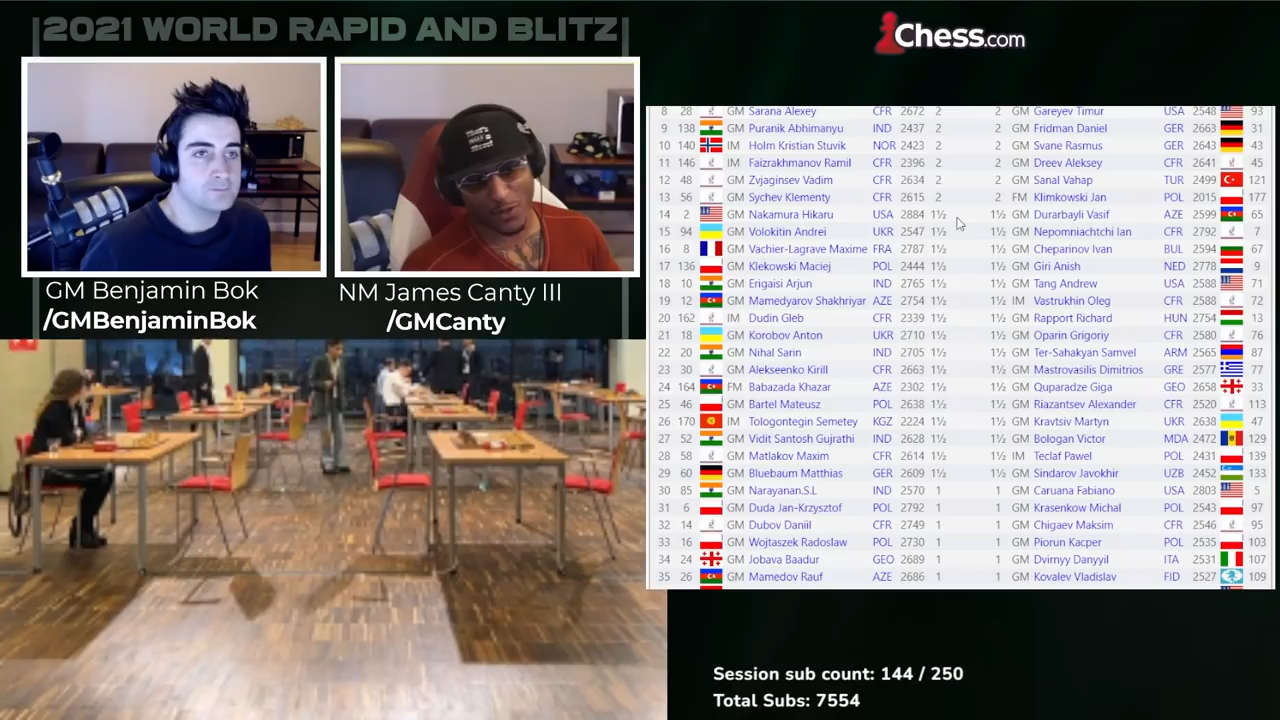 2021 WORLD RAPID AND BLITZ
GM Benjamin Bok
/GMBenjaminBok
NM James Canty III
/GMCanty
Chess.com
8 28 GM Sarana Alexey CFR 2672 2 2 GM Gareyev Timur USA 2548 93
9 138 GM Puranik Abhimanyu IND 2437 2 2 GM Fridman Daniel GER 2663 31
10 140 IM Holm Kristian Stuvik NOR 2423 2 2 GM Svane Rasmus GER 2643 43
11 146 IM Faizrakhmanov Ramil CFR 2396 2 2 GM Dreev Aleksey CFR 2641 45
12 48 GM Zvjaginsev Vadim CFR 2634 2 2 GM Sanal Vahap TUR 2499 121
13 56 GM Sychev Klementy CFR 2615 2 2 FM Klimkowski Jan POL 2015 177
14 2 GM Nakamura Hikaru USA 2884 1½ 1½ GM Durarbayli Vasif AZE 2599 65
15 94 GM Volokitin Andrei UKR 2547 1½ 1½ GM Nepomniachtchi Ian CFR 2792 7
16 8 GM Vachier-Lagrave Maxime FRA 2787 1½ 1½ GM Cheparinov Ivan BUL 2594 67
17 136 GM Klekowski Maciej POL 2444 1½ 1½ GM Giri Anish NED 2778 9
18 10 GM Erigaisi Arjun IND 2765 1½ 1½ GM Tang Andrew USA 2588 71
19 12 GM Mamedyarov Shakhriyar AZE 2754 1½ 1½ IM Vastrukhin Oleg CFR 2588 72
20 162 IM Dudin Gleb CFR 2339 1½ 1½ GM Rapport Richard HUN 2754 13
21 18 GM Korobov Anton UKR 2710 1½ 1½ GM Oparin Grigoriy CFR 2580 76
22 20 GM Nihal Sarin IND 2705 1½ 1½ GM Ter-Sahakyan Samvel ARM 2565 87
23 30 GM Alekseenko Kirill CFR 2663 1½ 1½ GM Mastrovasilis Dimitrios GRE 2577 77
24 164 FM Babazada Khazar AZE 2302 1½ 1½ GM Quparadze Giga GEO 2658 33
25 46 GM Bartel Mateusz POL 2638 1½ 1½ GM Riazantsev Alexander CFR 2520 113
26 170 IM Tologontegin Semetey KGZ 2224 1½ 1½ GM Kravtsiv Martyn UKR 2638 47
27 52 GM Vidit Santosh Gujrathi IND 2628 1½ 1½ GM Bologan Victor MDA 2472 129
28 58 GM Matlakov Maxim CFR 2614 1½ 1½ IM Teclaf Pawel POL 2431 139
29 60 GM Bluebaum Matthias GER 2609 1½ 1½ GM Sindarov Javokhir UZB 2452 133
30 85 GM Narayanan.S.L IND 2570 1 1 GM Caruana Fabiano USA 2803 5
31 6 GM Duda Jan-Krzysztof POL 2792 1 1 GM Krasenkow Michal POL 2543 97
32 14 GM Dubov Daniil CFR 2749 1 1 GM Chigaev Maksim CFR 2546 95
33 16 GM Wojtaszek Radoslaw POL 2730 1 1 GM Piorun Kacper POL 2535 103
34 24 GM Jobava Baadur GEO 2689 1 1 GM Dvirnyy Danyyil ITA 2531 107
35 26 GM Mamedov Rauf AZE 2686 1 1 GM Kovalev Vladislav FID 2527 109
Session sub count: 144 / 250
Total Subs: 7554